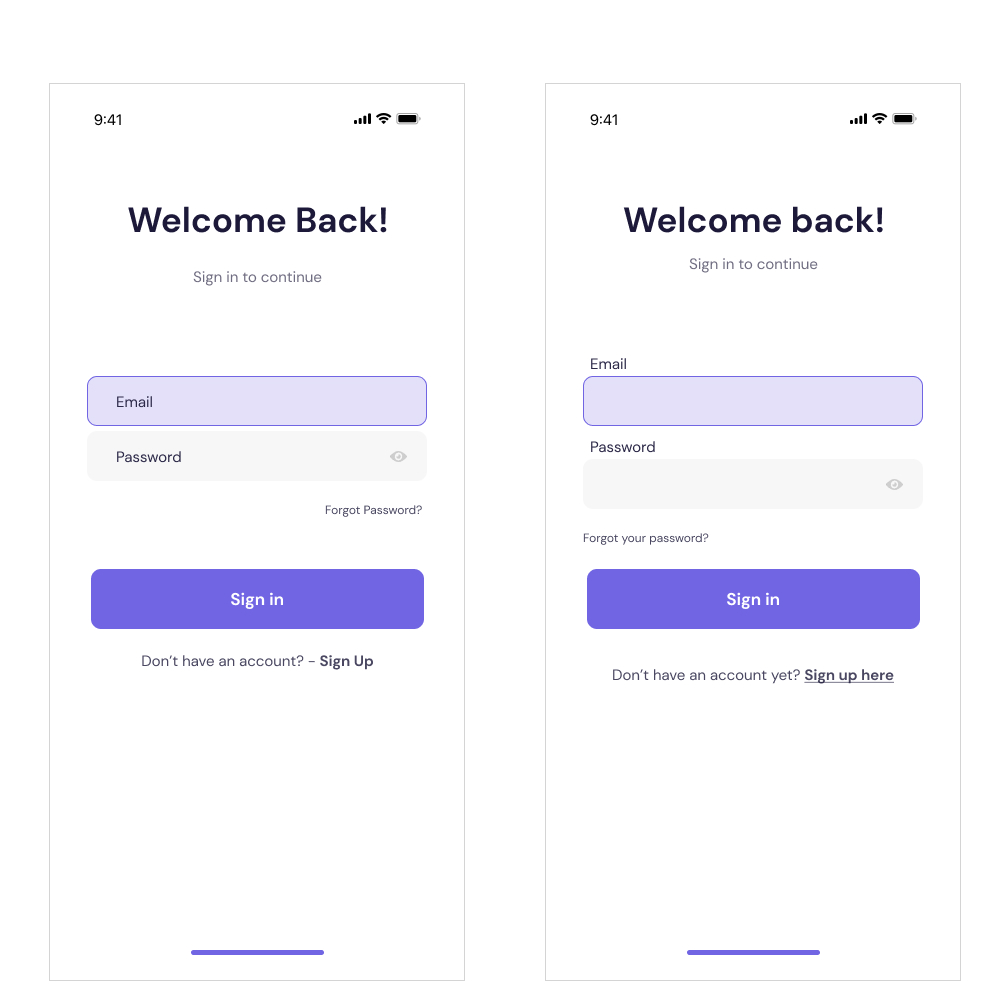 9:41
Welcome Back!
Sign in to continue
Email
Password
Forgot Password?
Sign in
Don’t have an account? - Sign Up
9:41
Welcome back!
Sign in to continue
Email
Password
Forgot your password?
Sign in
Don’t have an account yet? Sign up here